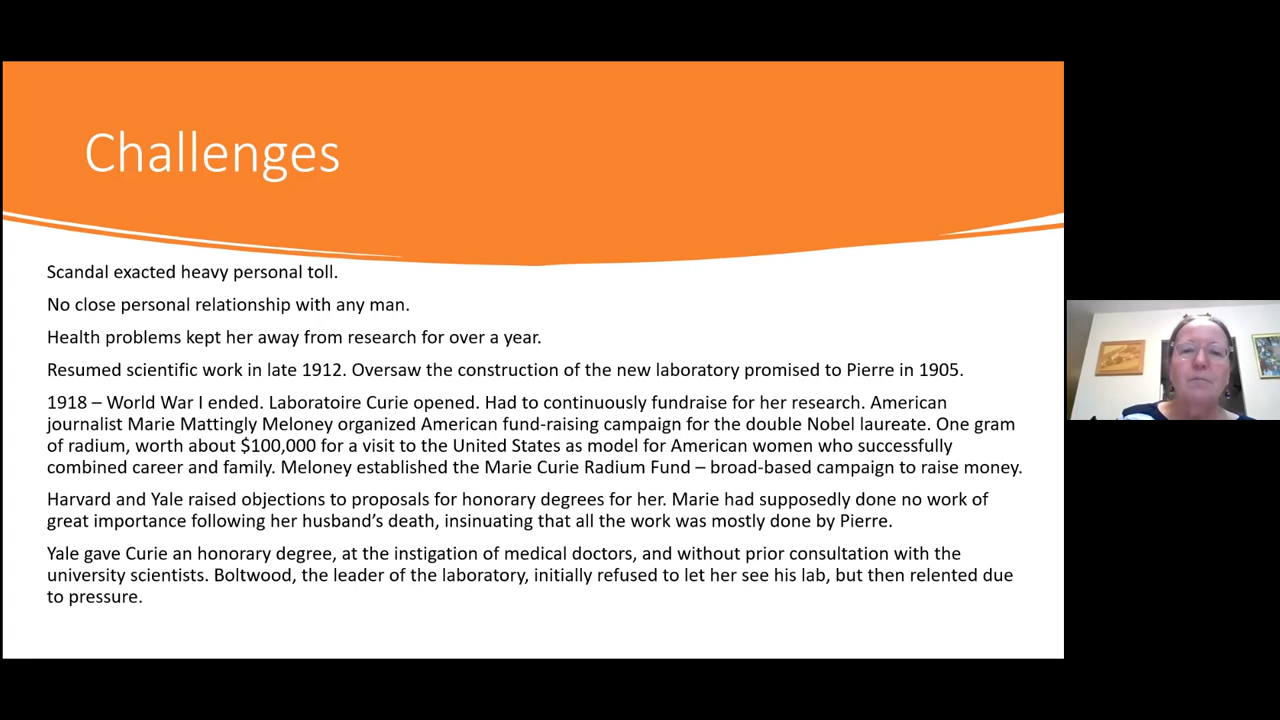 Challenges
Scandal exacted heavy personal toll.
No close personal relationship with any man.
Health problems kept her away from research for over a year.
Resumed scientific work in late 1912. Oversaw the construction of the new laboratory promised to Pierre in 1905.
1918 – World War I ended. Laboratoire Curie opened. Had to continuously fundraise for her research. American
journalist Marie Mattingly Meloney organized American fund-raising campaign for the double Nobel laureate. One gram
of radium, worth about $100,000 for a visit to the United States as model for American women who successfully
combined career and family. Meloney established the Marie Curie Radium Fund – broad-based campaign to raise money.
Harvard and Yale raised objections to proposals for honorary degrees for her. Marie had supposedly done no work of
great importance following her husband’s death, insinuating that all the work was mostly done by Pierre.
Yale gave Curie an honorary degree, at the instigation of medical doctors, and without prior consultation with the
university scientists. Boltwood, the leader of the laboratory, initially refused to let her see his lab, but then relented due
to pressure.